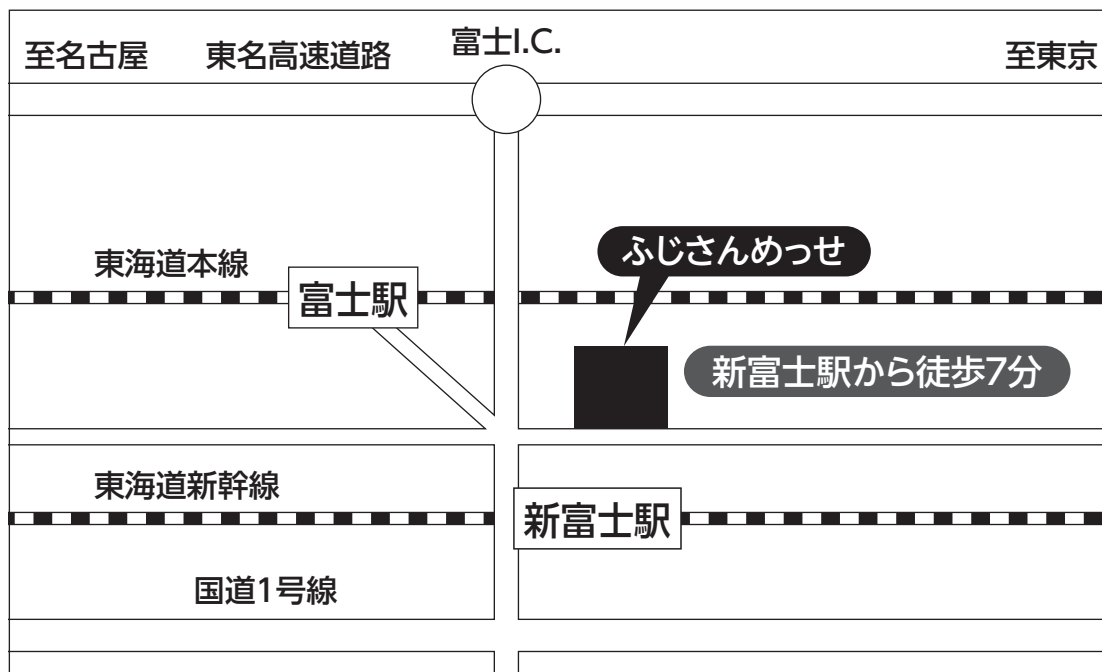 至名古屋
東名高速道路
富士I.C.
至東京
ふじさんめっせ
東海道本線
富士駅
新富士駅から徒歩7分
東海道新幹線
新富士駅
国道1号線